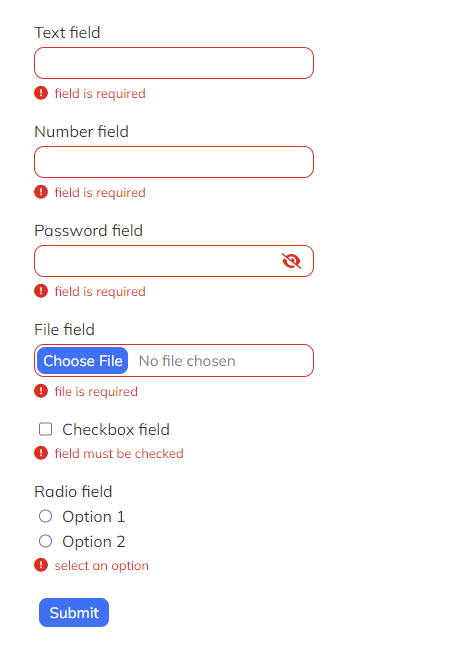 Text field
field is required
Number field
field is required
Password field
field is required
File field
Choose File No file chosen
file is required
Checkbox field
field must be checked
Radio field
Option 1
Option 2
select an option
Submit